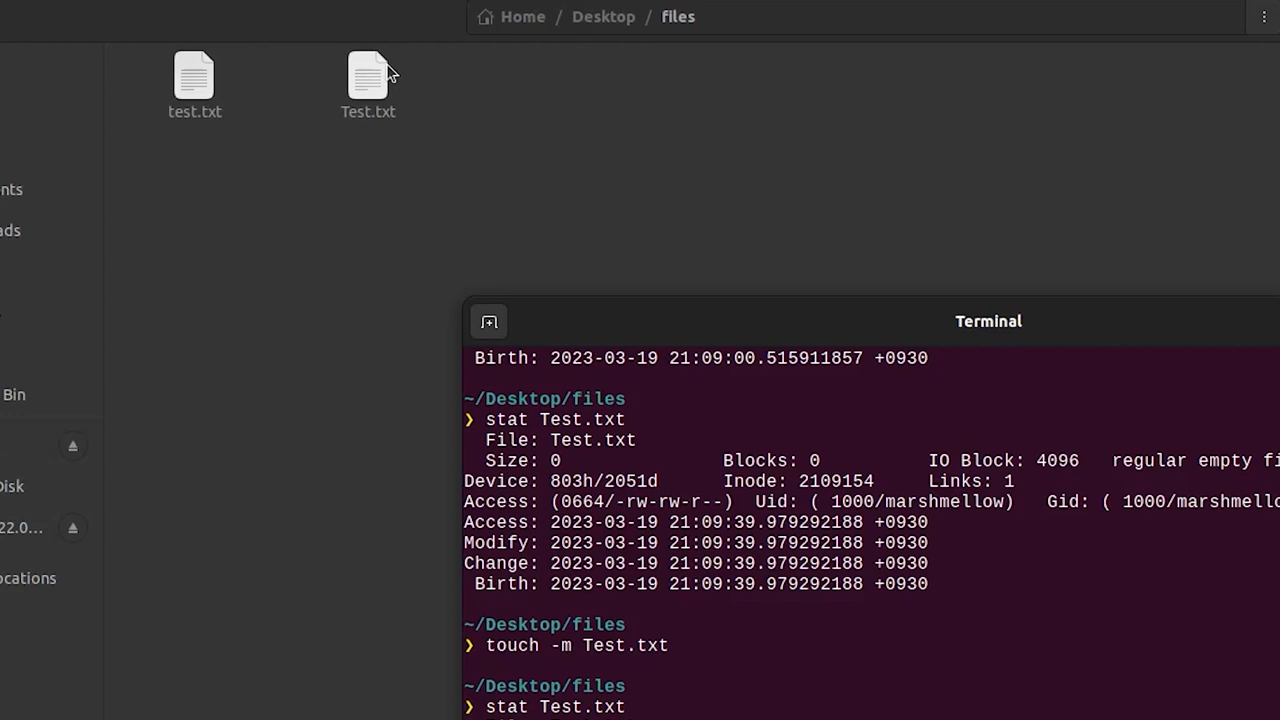 Home / Desktop / files
test.txt
Test.txt
nts
ads
Bin
Disk
22.0...
ocations
Terminal
Birth: 2023-03-19 21:09:00.515911857 +0930
~/Desktop/files
❯ stat Test.txt
File: Test.txt
Size: 0 Blocks: 0 IO Block: 4096 regular empty fi
Device: 803h/2051d Inode: 2109154 Links: 1
Access: (0664/-rw-rw-r--) Uid: ( 1000/marshmellow) Gid: ( 1000/marshmello
Access: 2023-03-19 21:09:39.979292188 +0930
Modify: 2023-03-19 21:09:39.979292188 +0930
Change: 2023-03-19 21:09:39.979292188 +0930
Birth: 2023-03-19 21:09:39.979292188 +0930
~/Desktop/files
❯ touch -m Test.txt
~/Desktop/files
❯ stat Test.txt